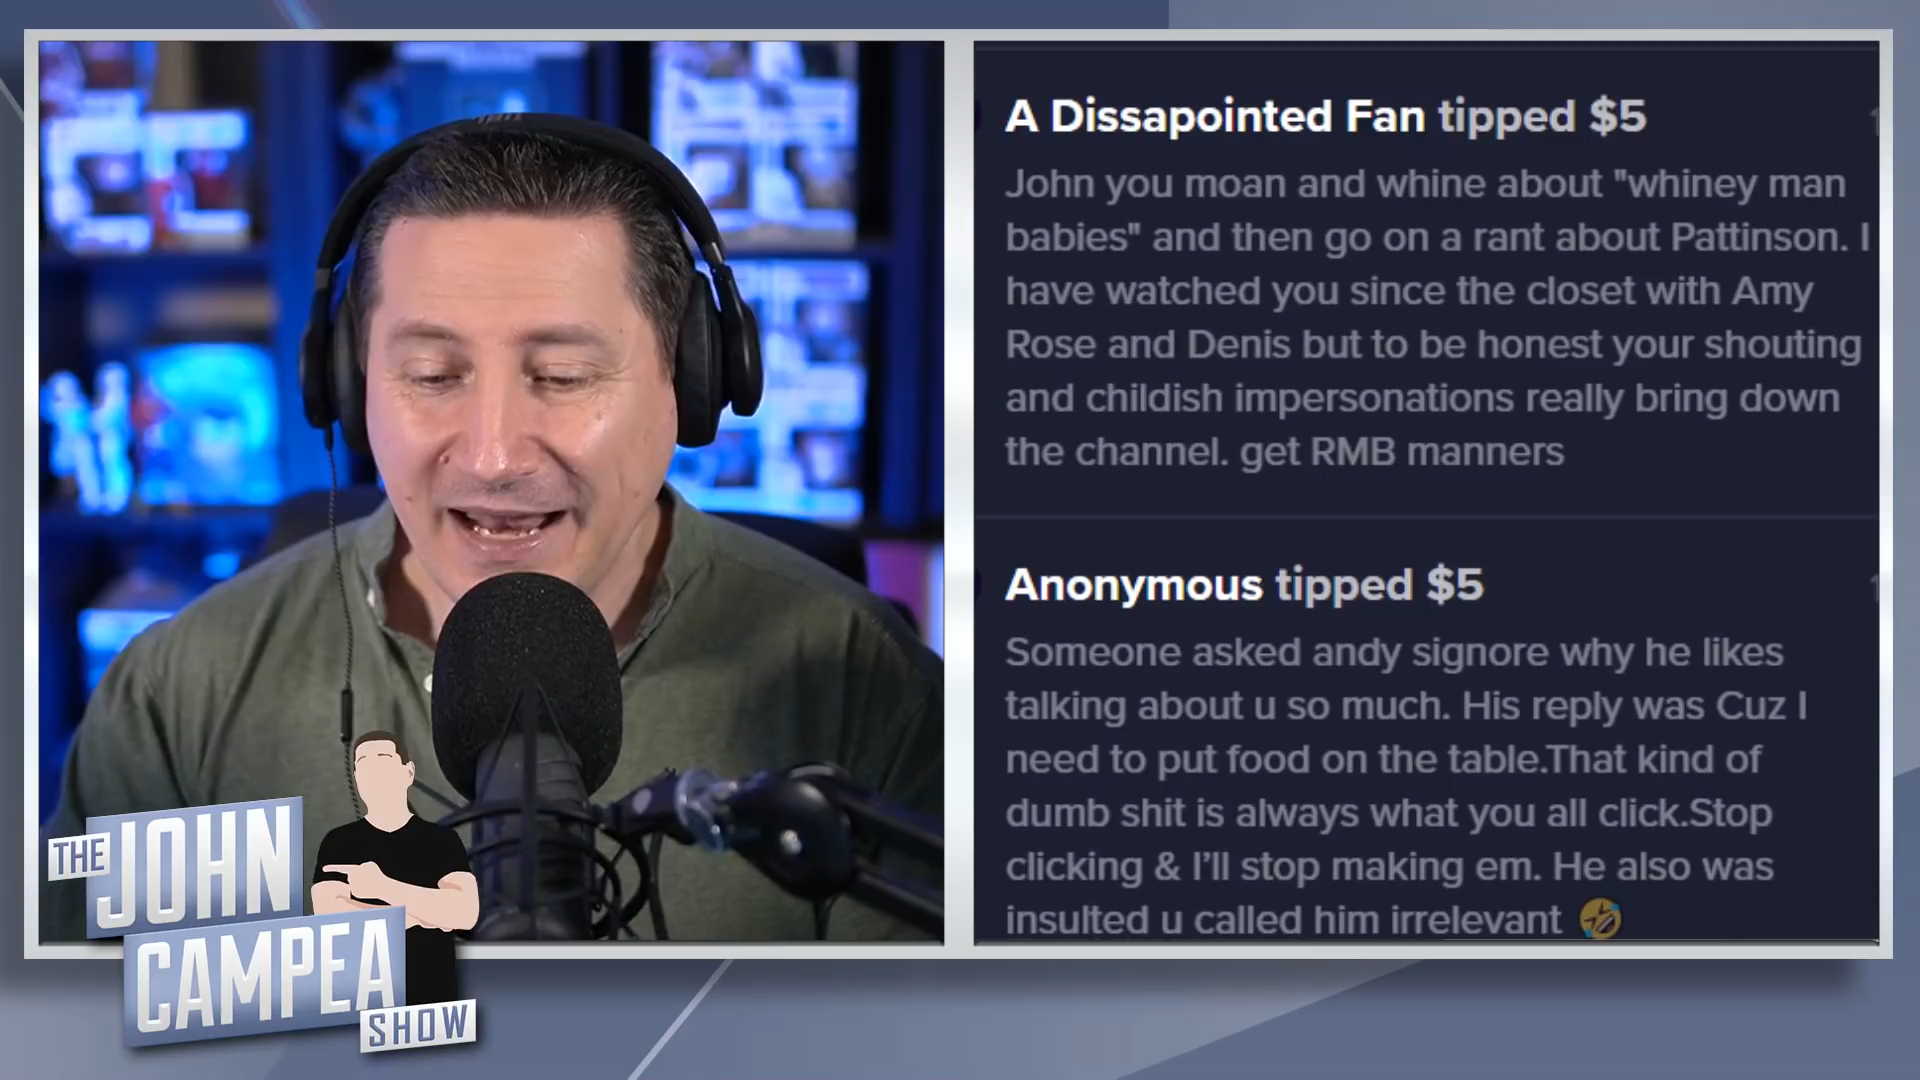 A Dissapointed Fan tipped $5
John you moan and whine about "whiney man
babies" and then go on a rant about Pattinson. I
have watched you since the closet with Amy
Rose and Denis but to be honest your shouting
and childish impersonations really bring down
the channel. get RMB manners
Anonymous tipped $5
Someone asked andy signore why he likes
talking about u so much. His reply was Cuz I
need to put food on the table.That kind of
dumb shit is always what you all click.Stop
clicking & I'll stop making em. He also was
insulted u called him irrelevant 🤣
THE
JOHN
CAMPEA
SHOW